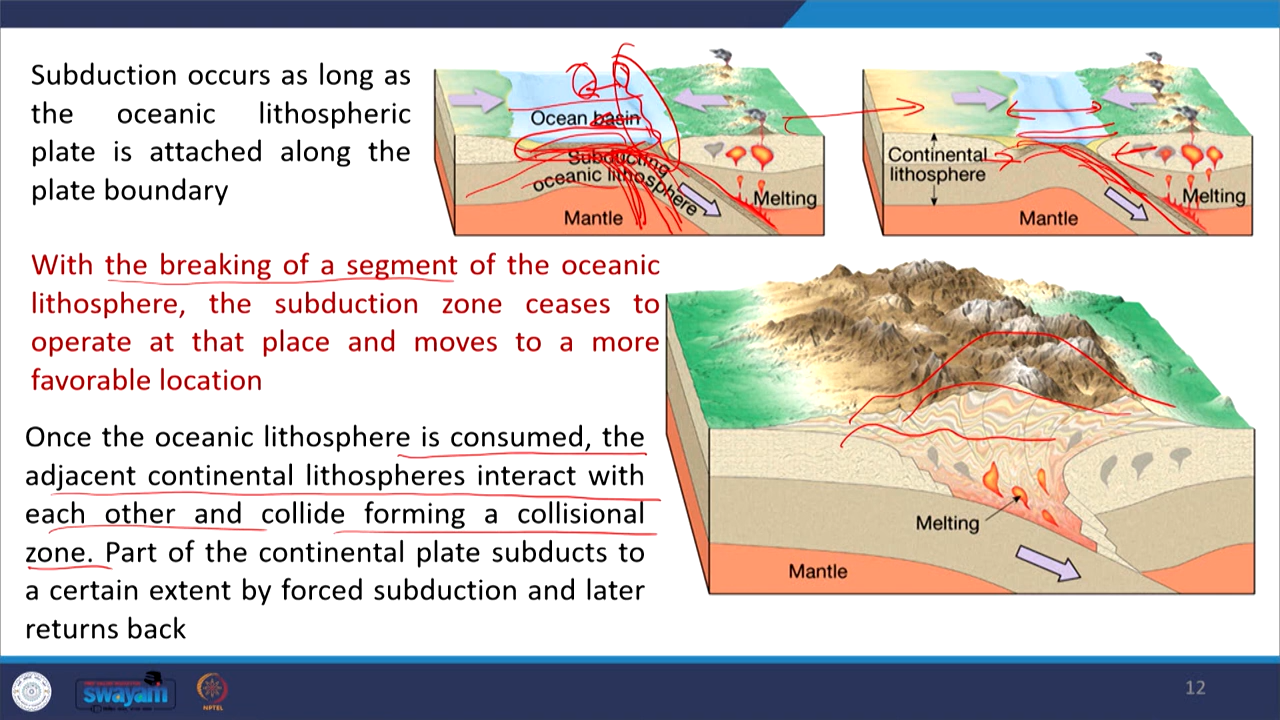 Subduction occurs as long as
the oceanic lithospheric
plate is attached along the
plate boundary
Ocean basin
Subducting
oceanic lithosphere
Mantle
Melting
Continental
lithosphere
Mantle
Melting
With the breaking of a segment of the oceanic
lithosphere, the subduction zone ceases to
operate at that place and moves to a more
favorable location
Once the oceanic lithosphere is consumed, the
adjacent continental lithospheres interact with
each other and collide forming a collisional
zone. Part of the continental plate subducts to
a certain extent by forced subduction and later
returns back
Melting
Mantle
swayam
NPTEL
12